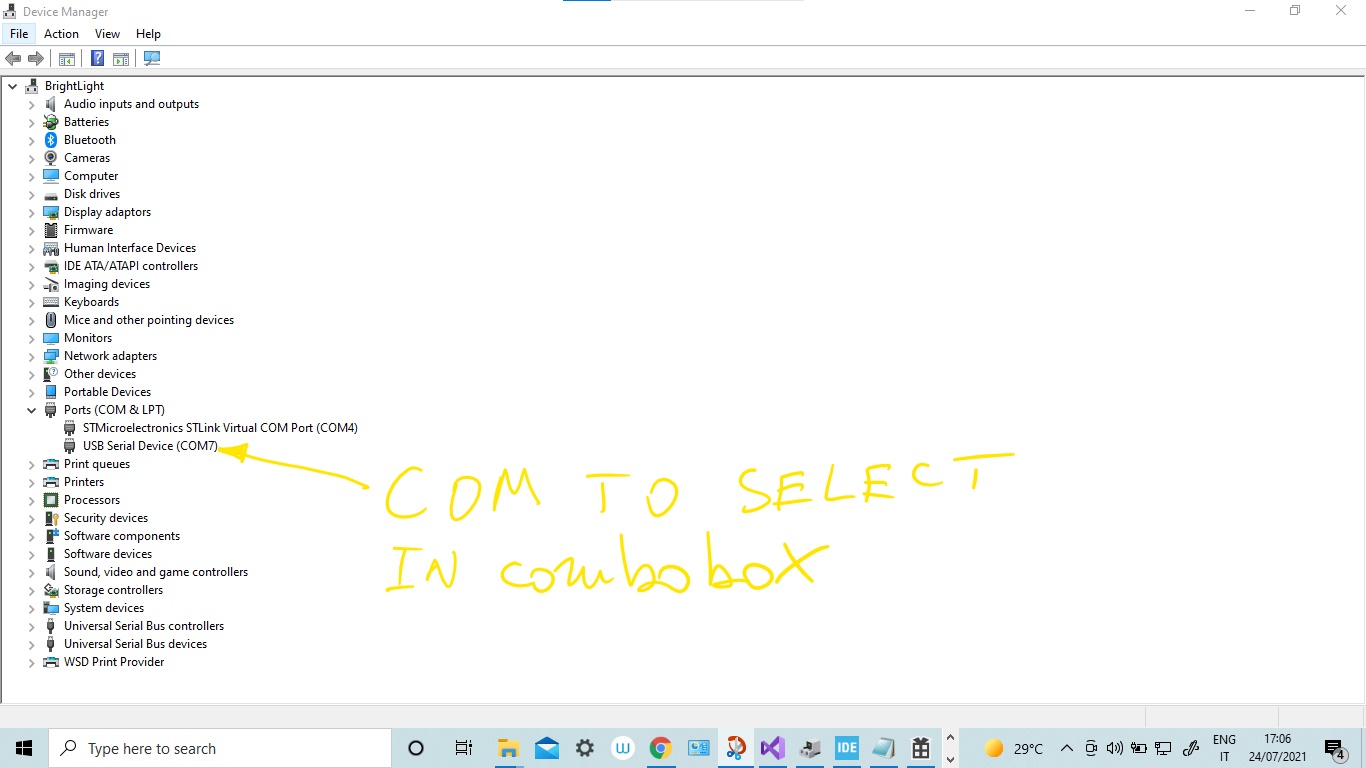 Device Manager
File Action View Help
BrightLight
Audio inputs and outputs
Batteries
Bluetooth
Cameras
Computer
Disk drives
Display adaptors
Firmware
Human Interface Devices
IDE ATA/ATAPI controllers
Imaging devices
Keyboards
Mice and other pointing devices
Monitors
Network adapters
Other devices
Portable Devices
Ports (COM & LPT)
STMicroelectronics STLink Virtual COM Port (COM4)
USB Serial Device (COM7)
Print queues
Printers
Processors
Security devices
Software components
Software devices
Sound, video and game controllers
Storage controllers
System devices
Universal Serial Bus controllers
Universal Serial Bus devices
WSD Print Provider
COM TO SELECT
IN combobox
Type here to search
W
IDE
29°C
ENG
IT
17:06
24/07/2021
4